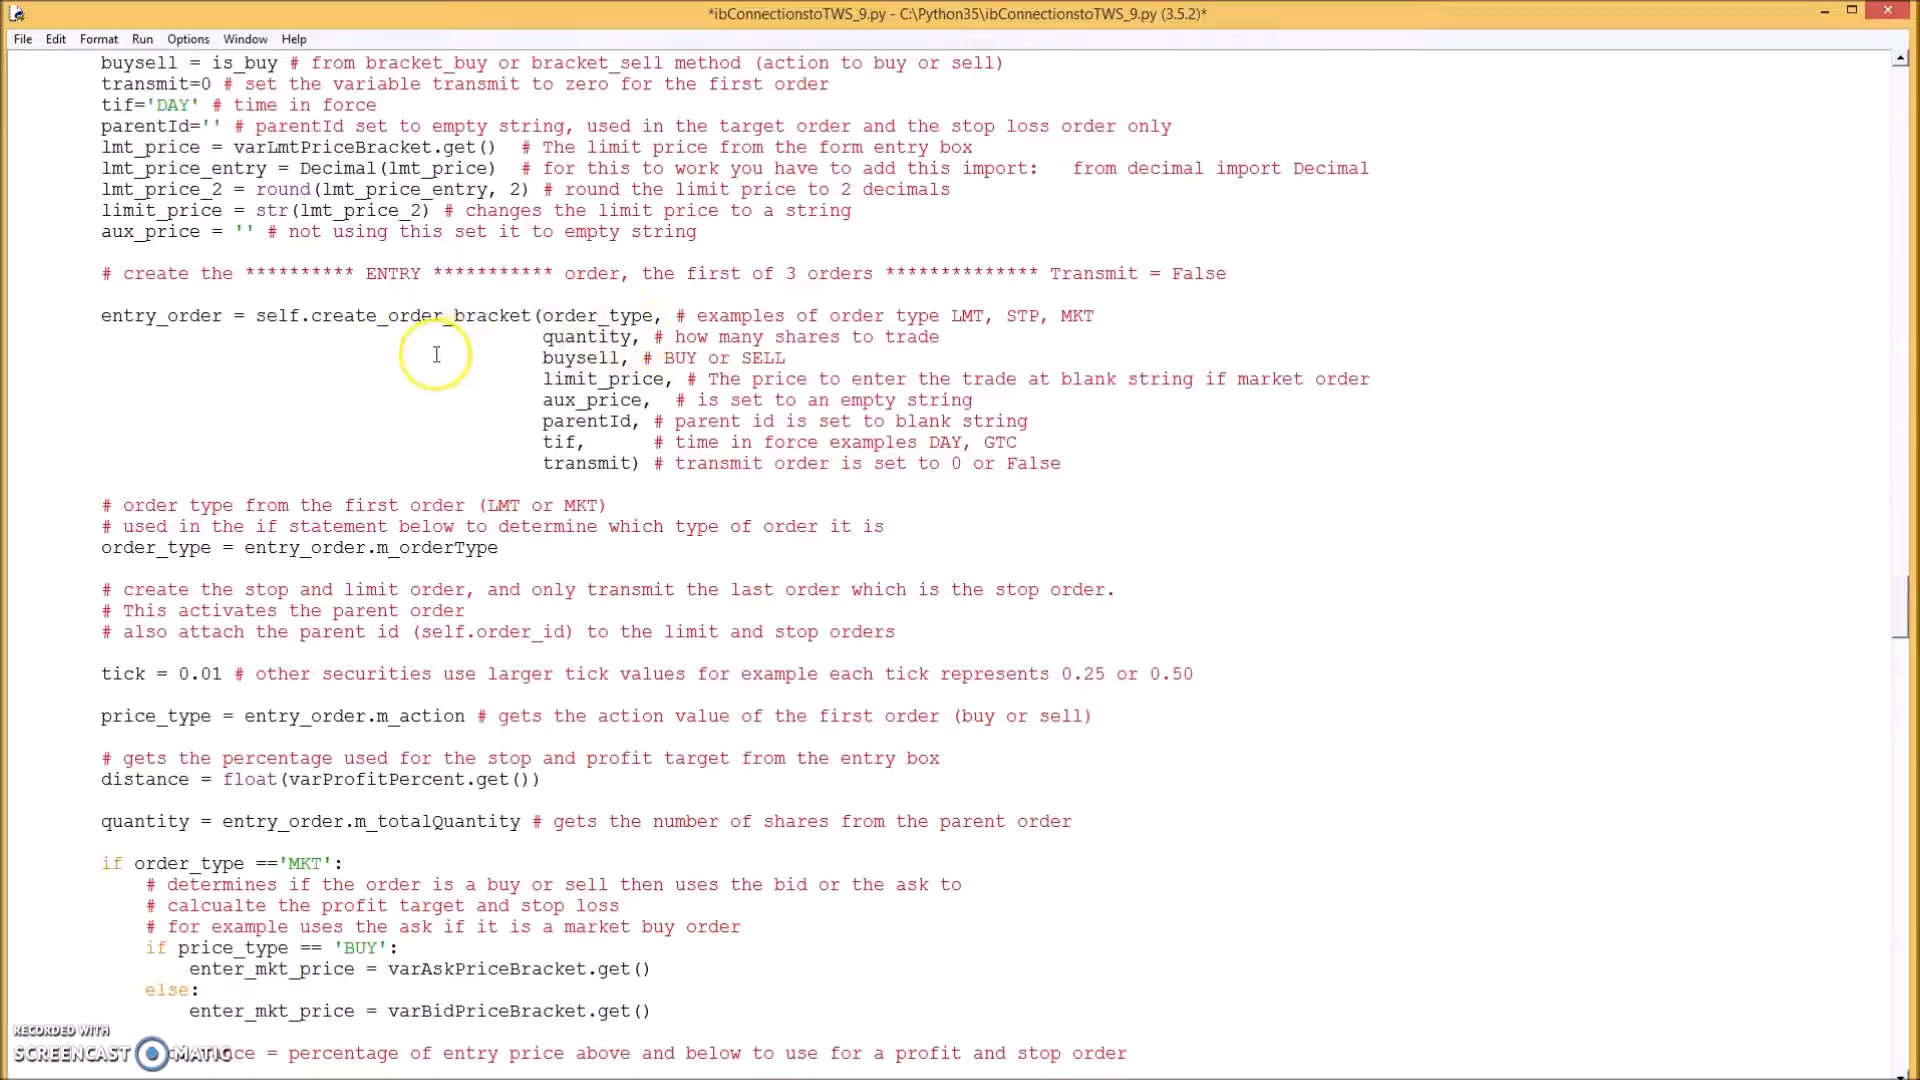 *ibConnectionstoTWS_9.py - C:\Python35\ibConnectionstoTWS_9.py (3.5.2)*
File Edit Format Run Options Window Help
buysell = is_buy # from bracket_buy or bracket_sell method (action to buy or sell)
transmit=0 # set the variable transmit to zero for the first order
tif='DAY' # time in force
parentId='' # parentId set to empty string, used in the target order and the stop loss order only
lmt_price = varLmtPriceBracket.get() # The limit price from the form entry box
lmt_price_entry = Decimal(lmt_price) # for this to work you have to add this import: from decimal import Decimal
lmt_price_2 = round(lmt_price_entry, 2) # round the limit price to 2 decimals
limit_price = str(lmt_price_2) # changes the limit price to a string
aux_price = '' # not using this set it to empty string
# create the ********** ENTRY *********** order, the first of 3 orders ************** Transmit = False
entry_order = self.create_order_bracket(order_type, # examples of order type LMT, STP, MKT
quantity, # how many shares to trade
buysell, # BUY or SELL
limit_price, # The price to enter the trade at blank string if market order
aux_price, # is set to an empty string
parentId, # parent id is set to blank string
tif, # time in force examples DAY, GTC
transmit) # transmit order is set to 0 or False
# order type from the first order (LMT or MKT)
# used in the if statement below to determine which type of order it is
order_type = entry_order.m_orderType
# create the stop and limit order, and only transmit the last order which is the stop order.
# This activates the parent order
# also attach the parent id (self.order_id) to the limit and stop orders
tick = 0.01 # other securities use larger tick values for example each tick represents 0.25 or 0.50
price_type = entry_order.m_action # gets the action value of the first order (buy or sell)
# gets the percentage used for the stop and profit target from the entry box
distance = float(varProfitPercent.get())
quantity = entry_order.m_totalQuantity # gets the number of shares from the parent order
if order_type =='MKT':
# determines if the order is a buy or sell then uses the bid or the ask to
# calcualte the profit target and stop loss
# for example uses the ask if it is a market buy order
if price_type == 'BUY':
enter_mkt_price = varAskPriceBracket.get()
else:
enter_mkt_price = varBidPriceBracket.get()
RECORDED WITH
SCREENCAST MATIC
= percentage of entry price above and below to use for a profit and stop order